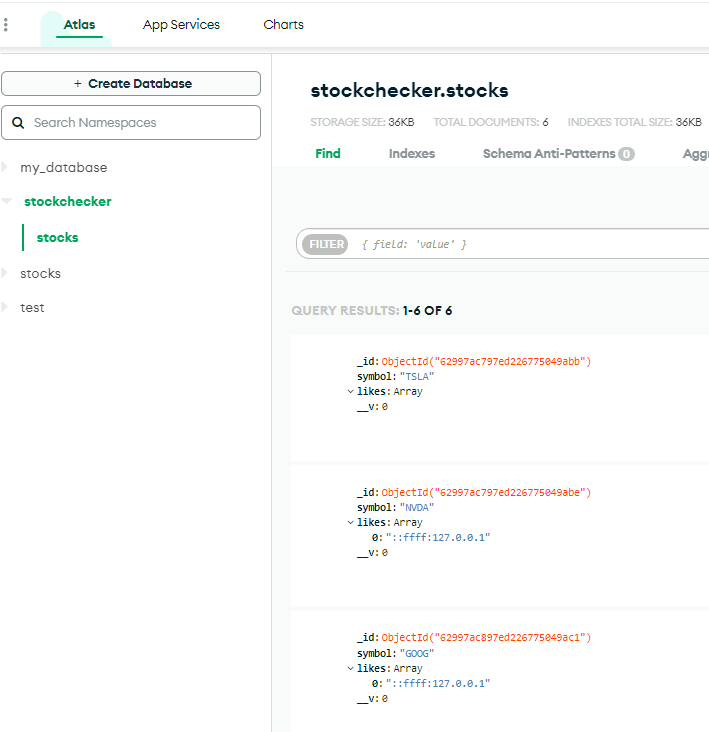 Atlas App Services Charts
+ Create Database
Search Namespaces
my_database
stockchecker
stocks
stocks
test
stockchecker.stocks
STORAGE SIZE: 36KB TOTAL DOCUMENTS: 6 INDEXES TOTAL SIZE: 36KB
Find Indexes Schema Anti-Patterns 0 Aggr
FILTER { field: 'value' }
QUERY RESULTS: 1-6 OF 6
_id: ObjectId("62997ac797ed226775049abb")
symbol: "TSLA"
likes: Array
__v: 0
_id: ObjectId("62997ac797ed226775049abe")
symbol: "NVDA"
likes: Array
0: "::ffff:127.0.0.1"
__v: 0
_id: ObjectId("62997ac897ed226775049ac1")
symbol: "GOOG"
likes: Array
0: "::ffff:127.0.0.1"
__v: 0